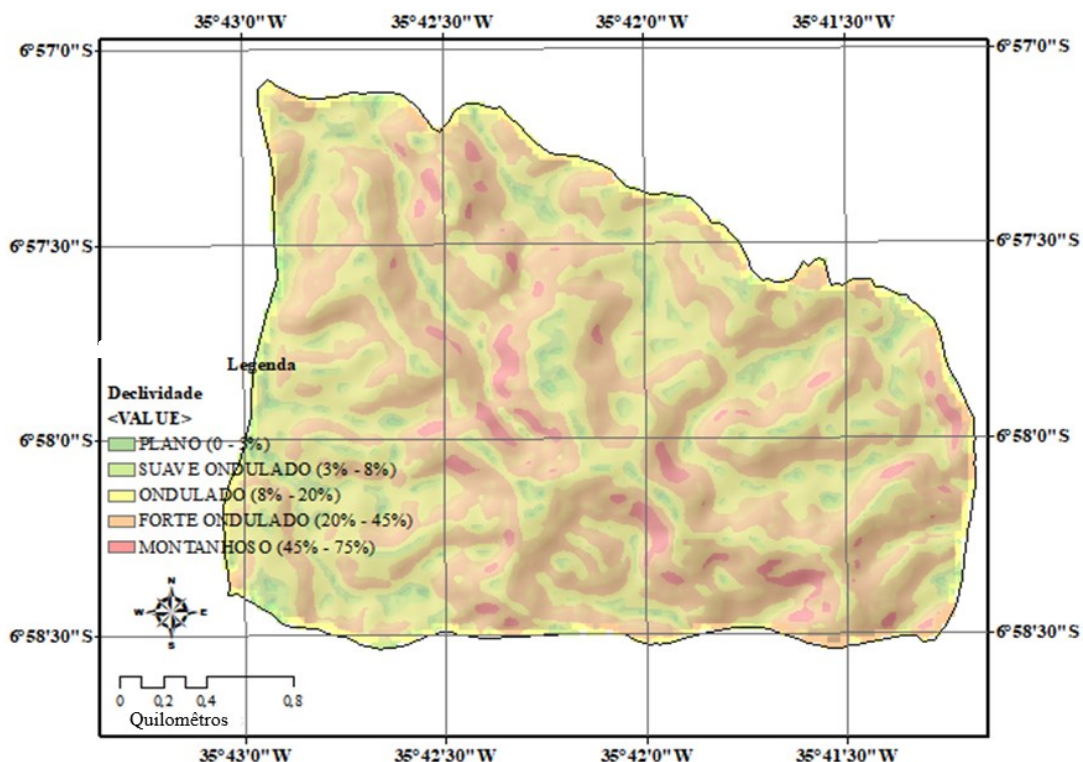 35°43'0"W 35°42'30"W 35°42'0"W 35°41'30"W
6°57'0"S 6°57'0"S
6°57'30"S 6°57'30"S
Legenda
Declividade
<VALUE>
6°58'0"S 6°58'0"S
PLANO (0 - 3%)
SUAVE ONDULADO (3% - 8%)
ONDULADO (8% - 20%)
FORTE ONDULADO (20% - 45%)
MONTANHOSO (45% - 75%)
N
W E
S
6°58'30"S 6°58'30"S
0 0,2 0,4 0,8
Quilomêtros
35°43'0"W 35°42'30"W 35°42'0"W 35°41'30"W